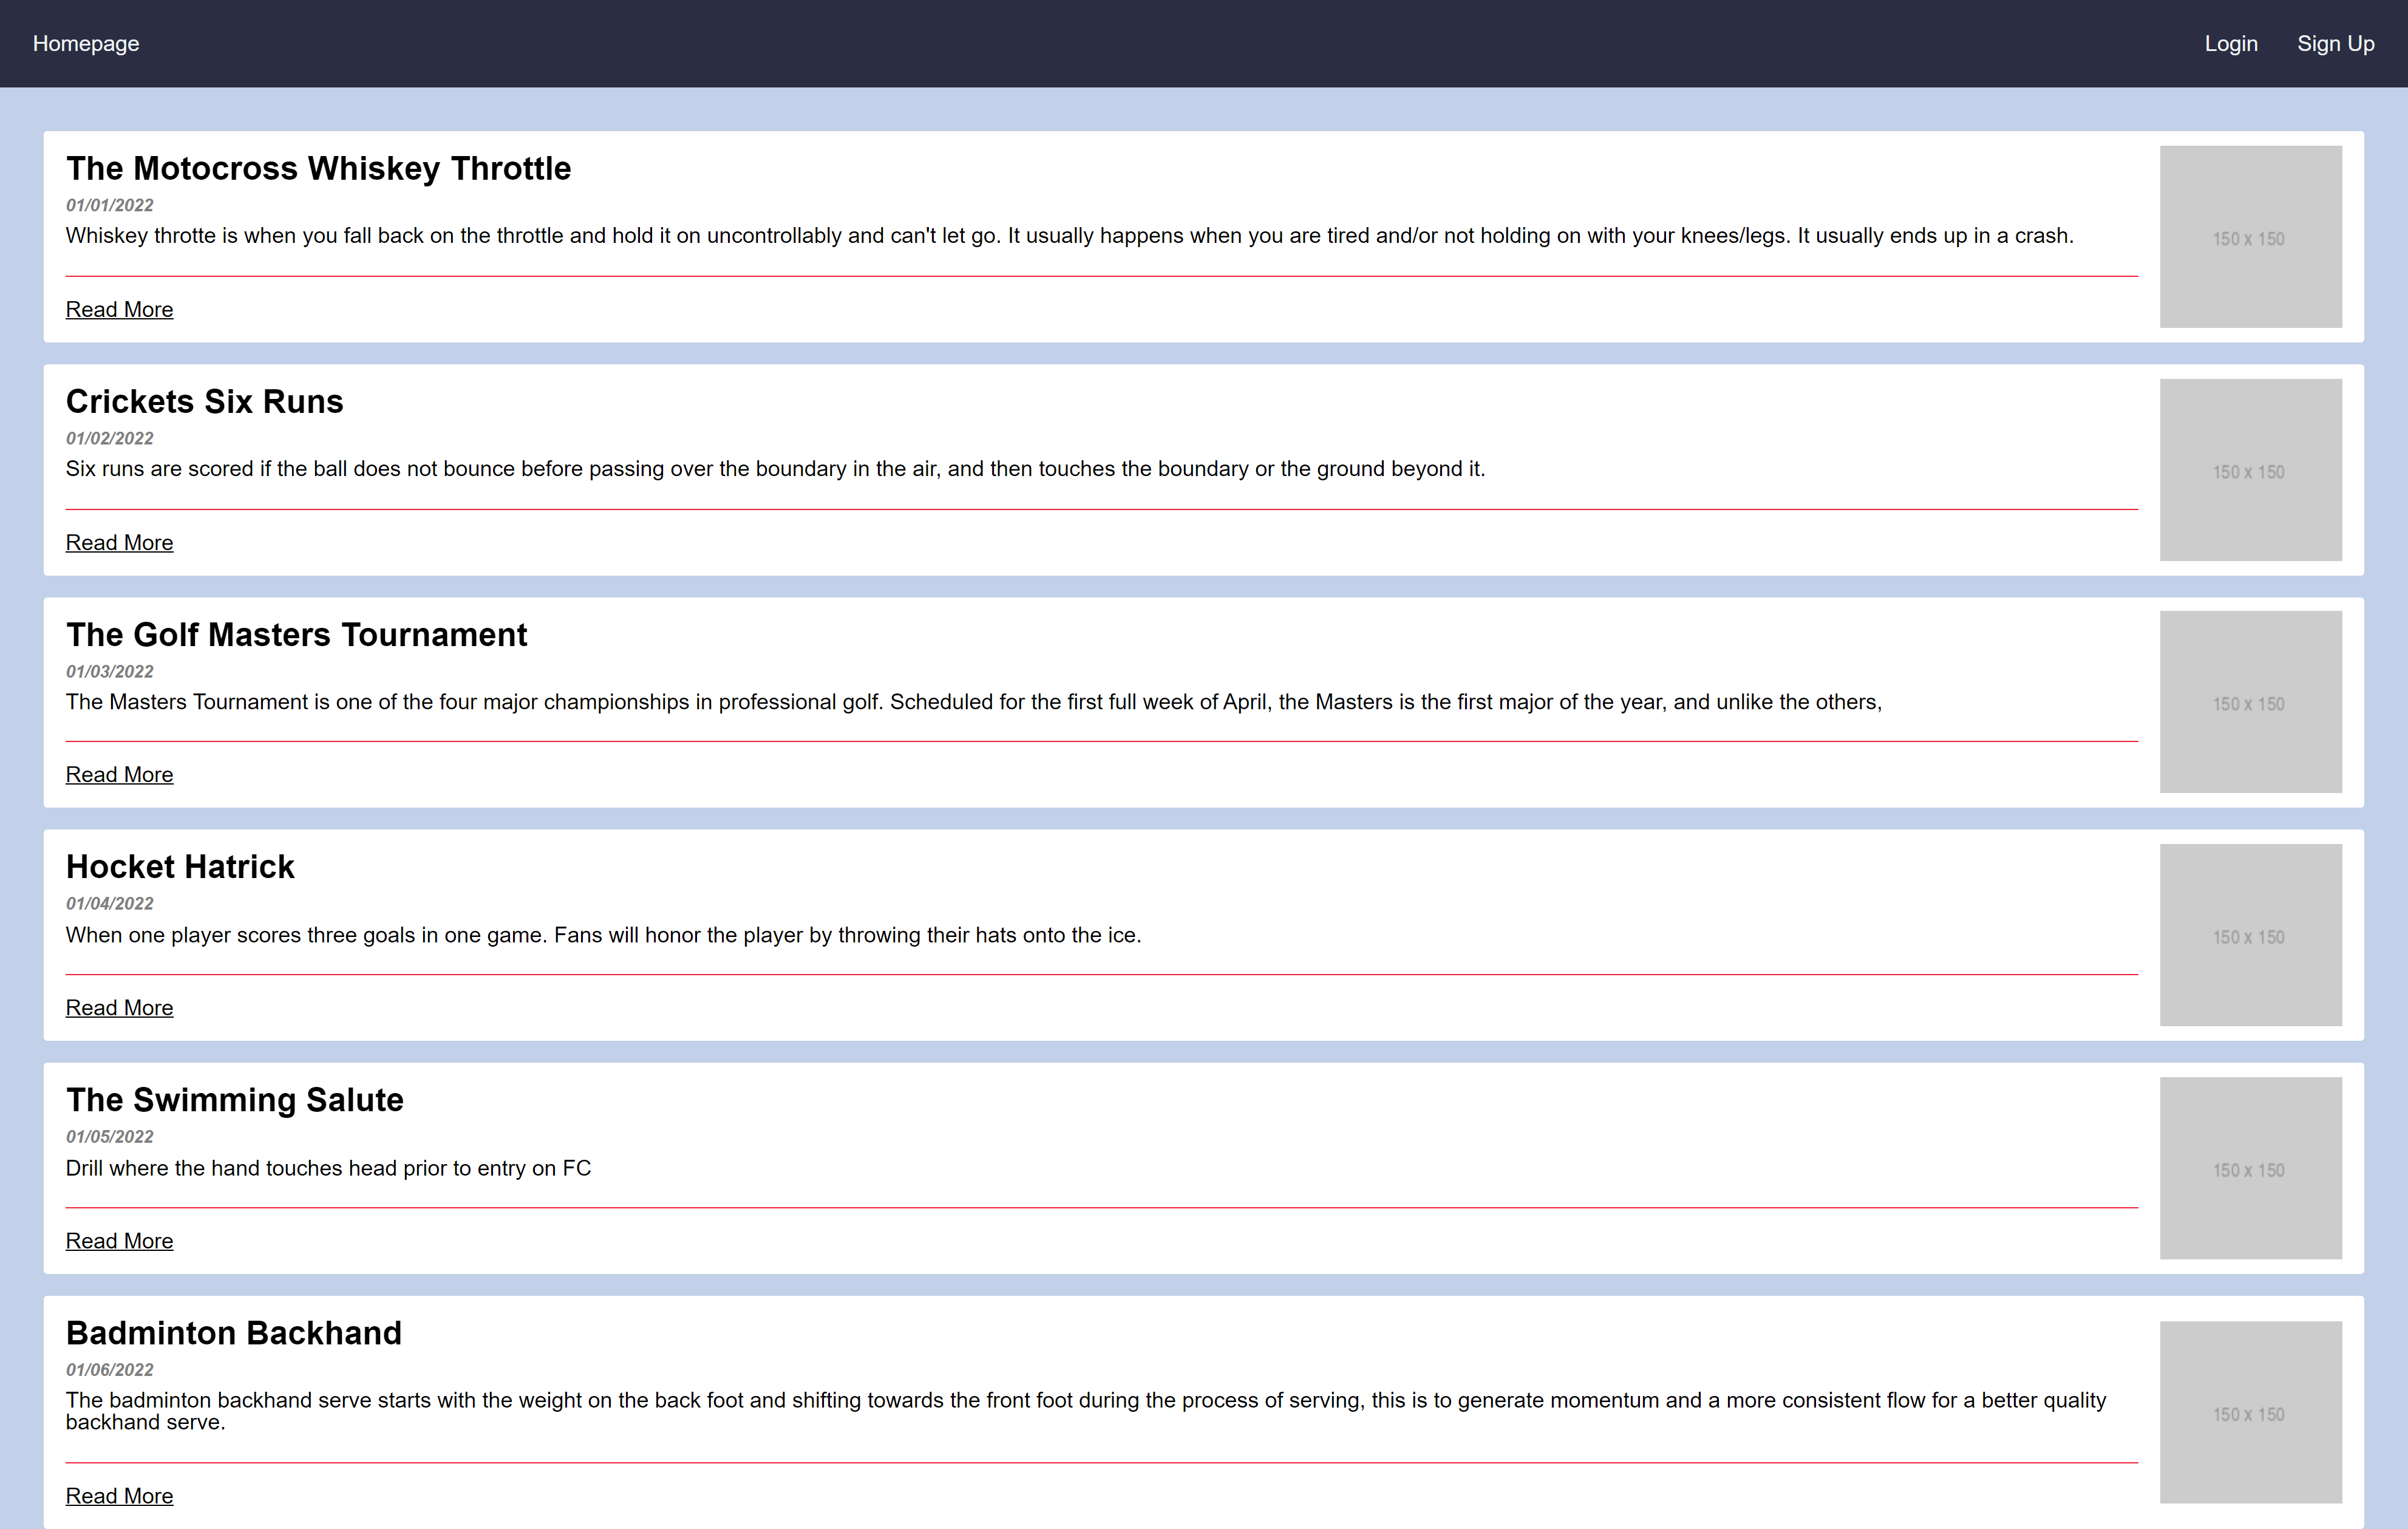 Homepage
Login
Sign Up
The Motocross Whiskey Throttle
01/01/2022
Whiskey throtte is when you fall back on the throttle and hold it on uncontrollably and can't let go. It usually happens when you are tired and/or not holding on with your knees/legs. It usually ends up in a crash.
Read More
150 x 150
Crickets Six Runs
01/02/2022
Six runs are scored if the ball does not bounce before passing over the boundary in the air, and then touches the boundary or the ground beyond it.
Read More
150 x 150
The Golf Masters Tournament
01/03/2022
The Masters Tournament is one of the four major championships in professional golf. Scheduled for the first full week of April, the Masters is the first major of the year, and unlike the others,
Read More
150 x 150
Hocket Hatrick
01/04/2022
When one player scores three goals in one game. Fans will honor the player by throwing their hats onto the ice.
Read More
150 x 150
The Swimming Salute
01/05/2022
Drill where the hand touches head prior to entry on FC
Read More
150 x 150
Badminton Backhand
01/06/2022
The badminton backhand serve starts with the weight on the back foot and shifting towards the front foot during the process of serving, this is to generate momentum and a more consistent flow for a better quality
backhand serve.
Read More
150 x 150